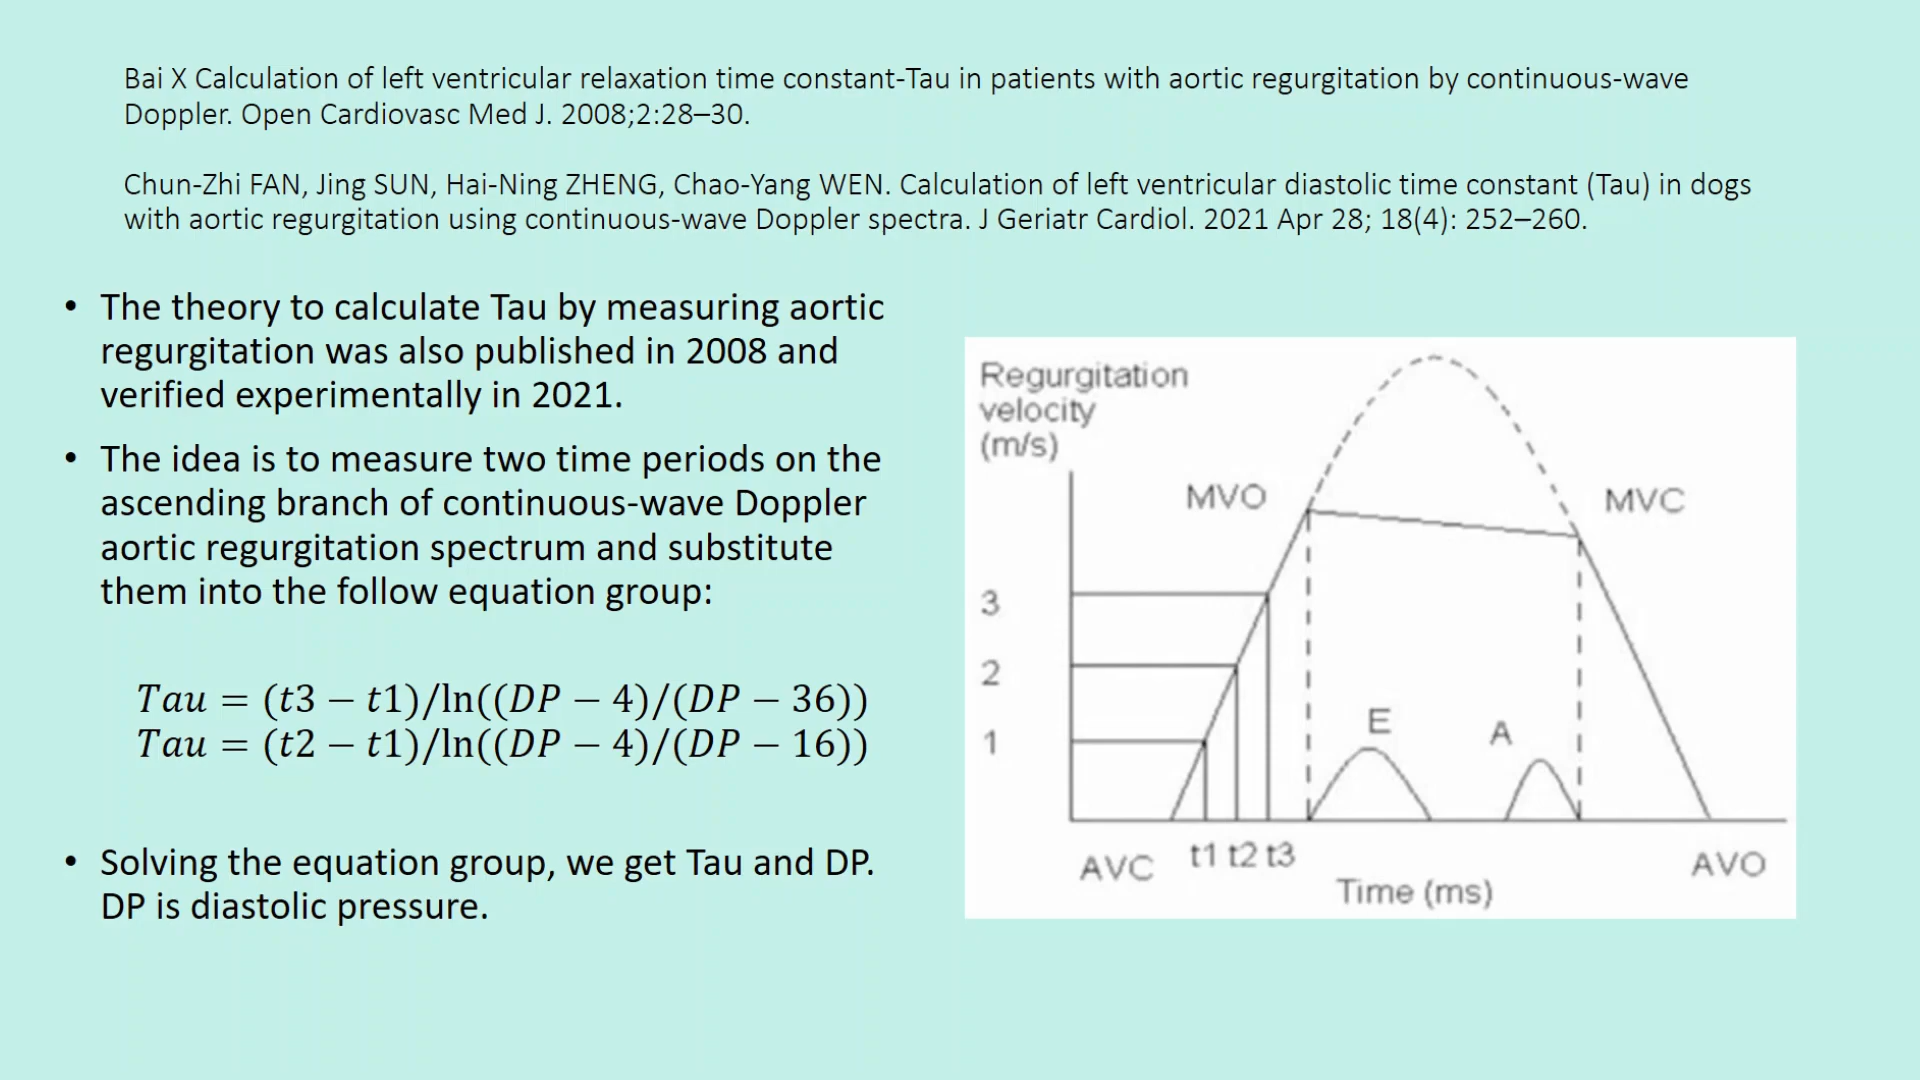 Bai X Calculation of left ventricular relaxation time constant-Tau in patients with aortic regurgitation by continuous-wave
Doppler. Open Cardiovasc Med J. 2008;2:28–30.
Chun-Zhi FAN, Jing SUN, Hai-Ning ZHENG, Chao-Yang WEN. Calculation of left ventricular diastolic time constant (Tau) in dogs
with aortic regurgitation using continuous-wave Doppler spectra. J Geriatr Cardiol. 2021 Apr 28; 18(4): 252–260.
• The theory to calculate Tau by measuring aortic
regurgitation was also published in 2008 and
verified experimentally in 2021.
• The idea is to measure two time periods on the
ascending branch of continuous-wave Doppler
aortic regurgitation spectrum and substitute
them into the follow equation group:
Tau = (t3 − t1)/ln((DP − 4)/(DP − 36))
Tau = (t2 − t1)/ln((DP − 4)/(DP − 16))
• Solving the equation group, we get Tau and DP.
DP is diastolic pressure.
Regurgitation
velocity
(m/s)
MVO
MVC
3
2
1
E
A
AVC
t1 t2 t3
AVO
Time (ms)